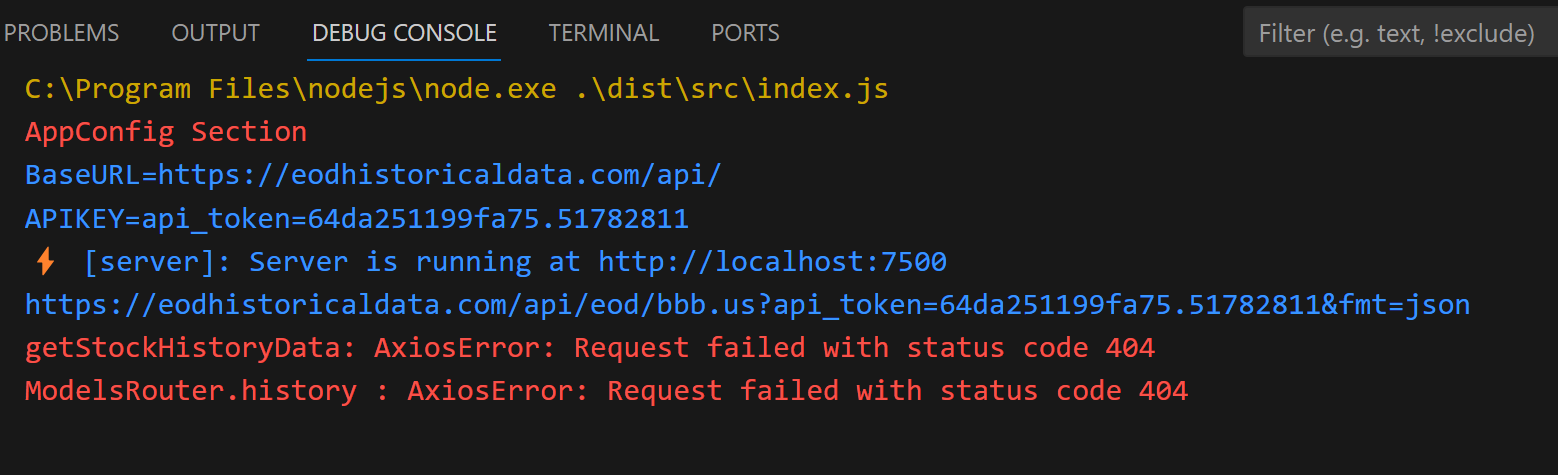 PROBLEMS OUTPUT DEBUG CONSOLE TERMINAL PORTS Filter (e.g. text, !exclude)
C:\Program Files\nodejs\node.exe .\dist\src\index.js
AppConfig Section
BaseURL=https://eodhistoricaldata.com/api/
APIKEY=api_token=64da251199fa75.51782811
⚡ [server]: Server is running at http://localhost:7500
https://eodhistoricaldata.com/api/eod/bbb.us?api_token=64da251199fa75.51782811&fmt=json
getStockHistoryData: AxiosError: Request failed with status code 404
ModelsRouter.history : AxiosError: Request failed with status code 404